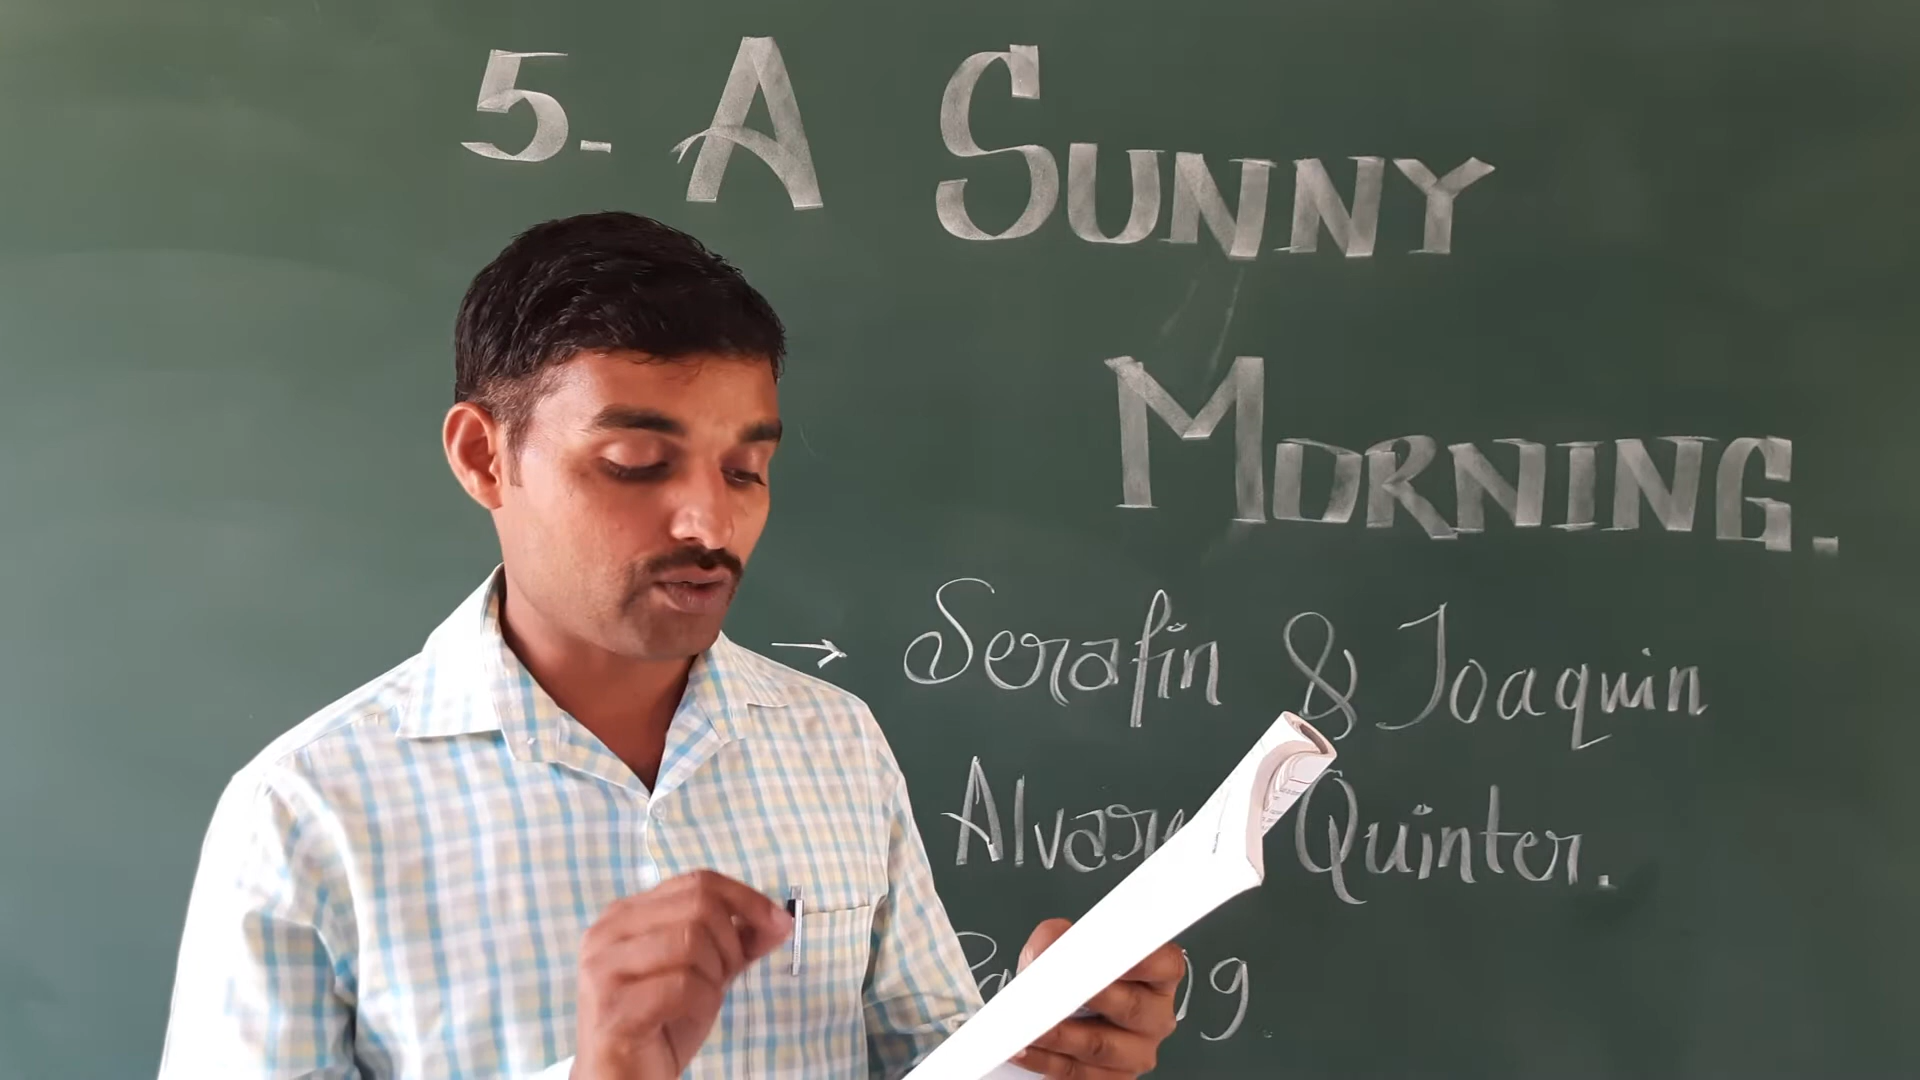 5- A SUNNY
MORNING.
→ Serafin & Joaquin
Quinter.